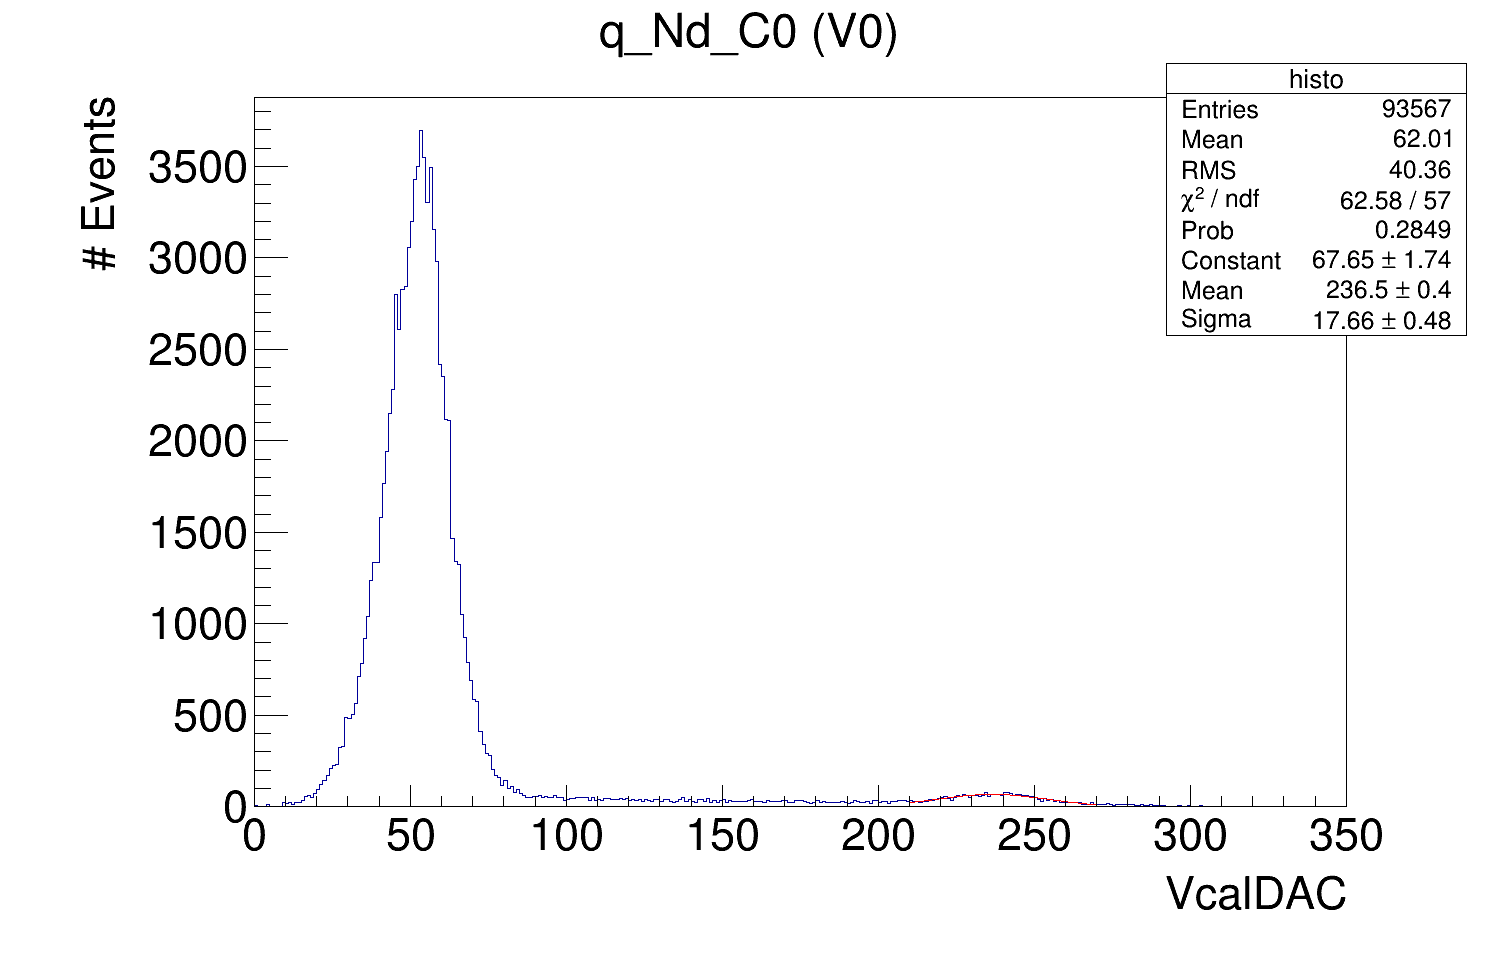 q_Nd_C0 (V0)
histo
Entries 93567
Mean 62.01
RMS 40.36
χ² / ndf 62.58 / 57
Prob 0.2849
Constant 67.65 ± 1.74
Mean 236.5 ± 0.4
Sigma 17.66 ± 0.48
# Events
3500
3000
2500
2000
1500
1000
500
0
0 50 100 150 200 250 300 350
VcalDAC